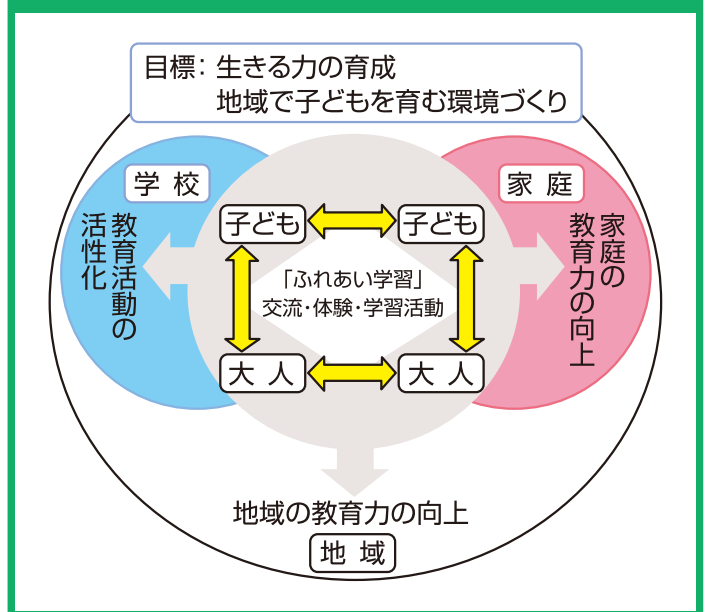 目標：生きる力の育成
地域で子どもを育む環境づくり
学校
家庭
教育活動の
活性化
家庭の
教育力の向上
子ども
子ども
「ふれあい学習」
交流・体験・学習活動
大人
大人
地域の教育力の向上
地域